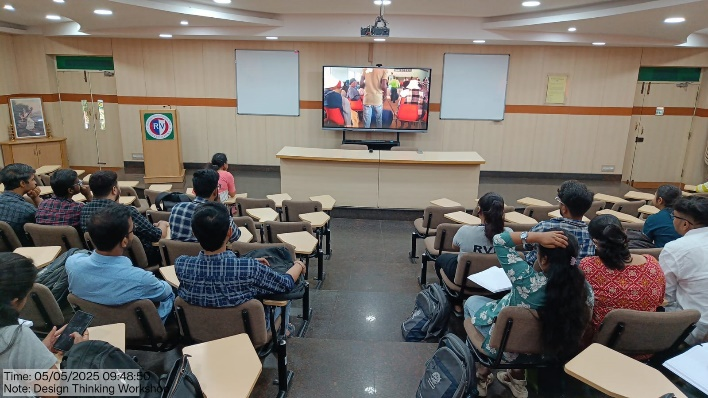 RV
RV
Time: 05/05/2025 09:48:50
Note: Design Thinking Workshop